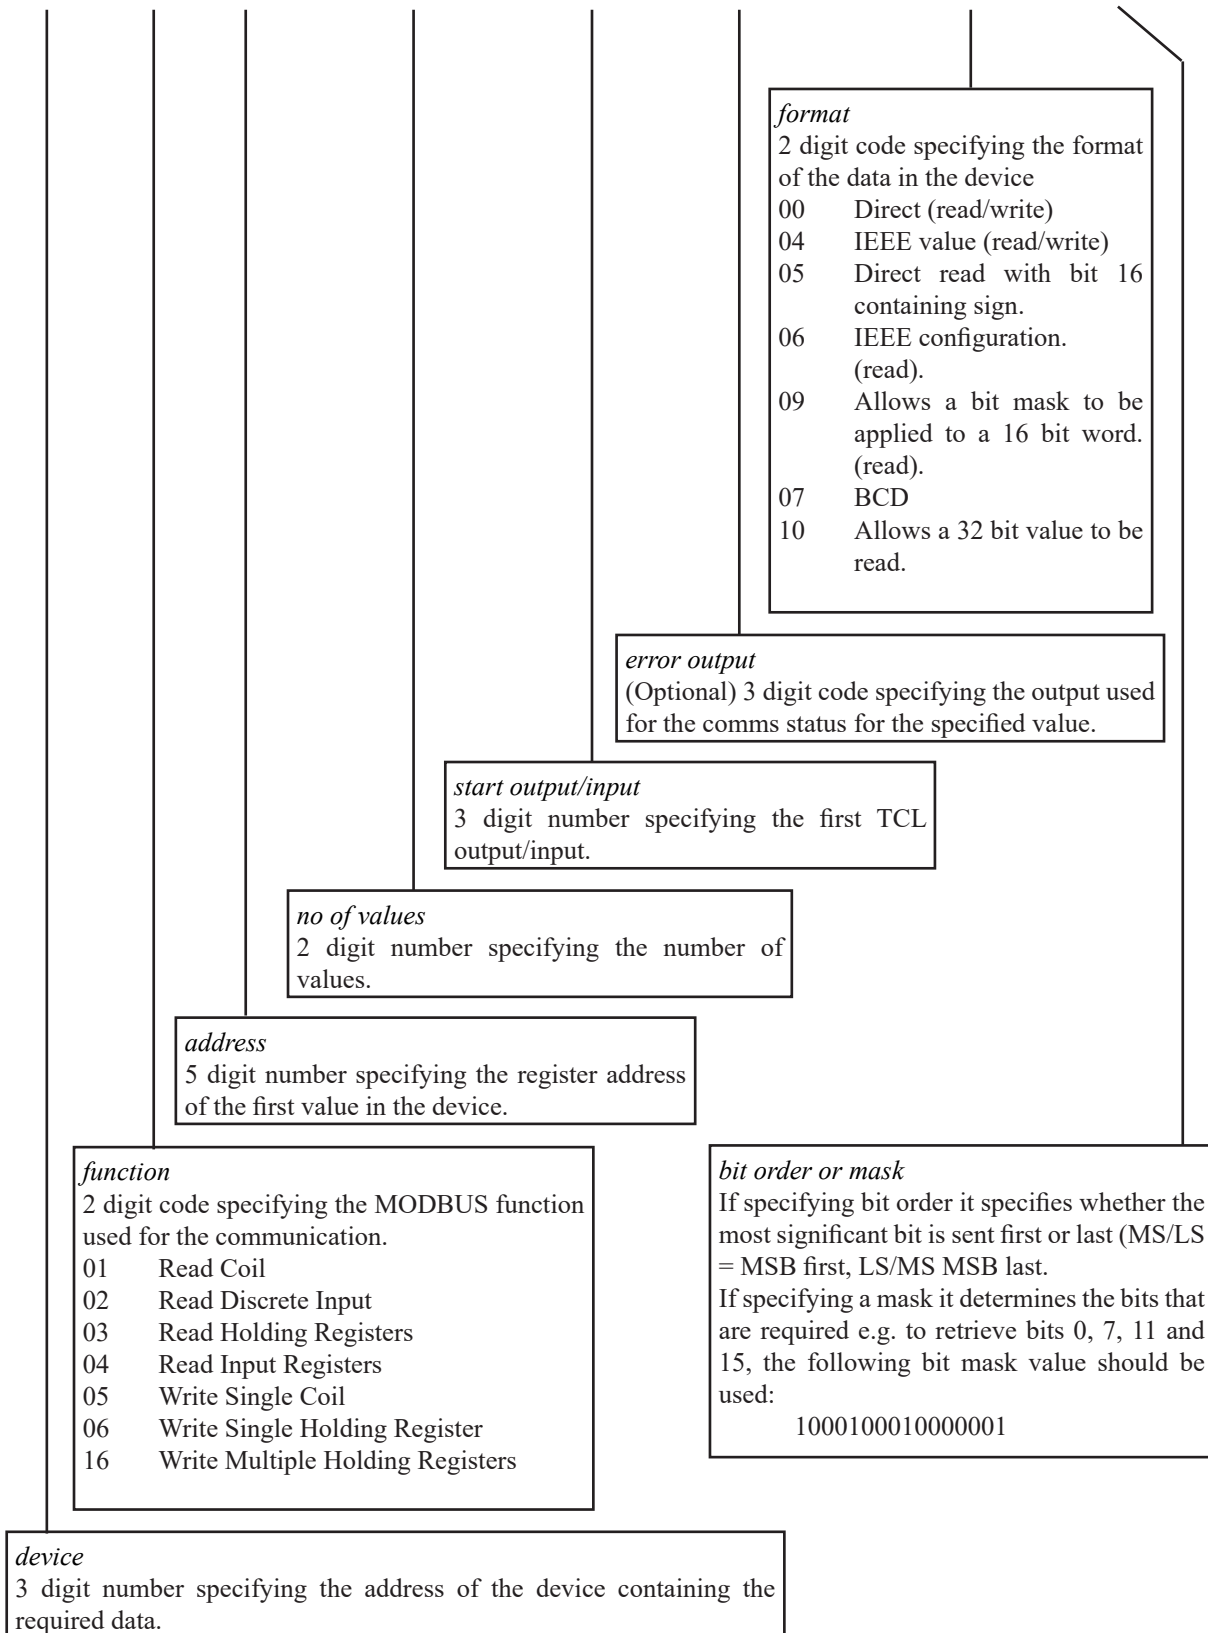 format
2 digit code specifying the format
of the data in the device
00 Direct (read/write)
04 IEEE value (read/write)
05 Direct read with bit 16
containing sign.
06 IEEE configuration.
(read).
09 Allows a bit mask to be
applied to a 16 bit word.
(read).
07 BCD
10 Allows a 32 bit value to be
read.
error output
(Optional) 3 digit code specifying the output used
for the comms status for the specified value.
start output/input
3 digit number specifying the first TCL
output/input.
no of values
2 digit number specifying the number of
values.
address
5 digit number specifying the register address
of the first value in the device.
function
2 digit code specifying the MODBUS function
used for the communication.
01 Read Coil
02 Read Discrete Input
03 Read Holding Registers
04 Read Input Registers
05 Write Single Coil
06 Write Single Holding Register
16 Write Multiple Holding Registers
bit order or mask
If specifying bit order it specifies whether the
most significant bit is sent first or last (MS/LS
= MSB first, LS/MS MSB last.
If specifying a mask it determines the bits that
are required e.g. to retrieve bits 0, 7, 11 and
15, the following bit mask value should be
used:
1000100010000001
device
3 digit number specifying the address of the device containing the
required data.